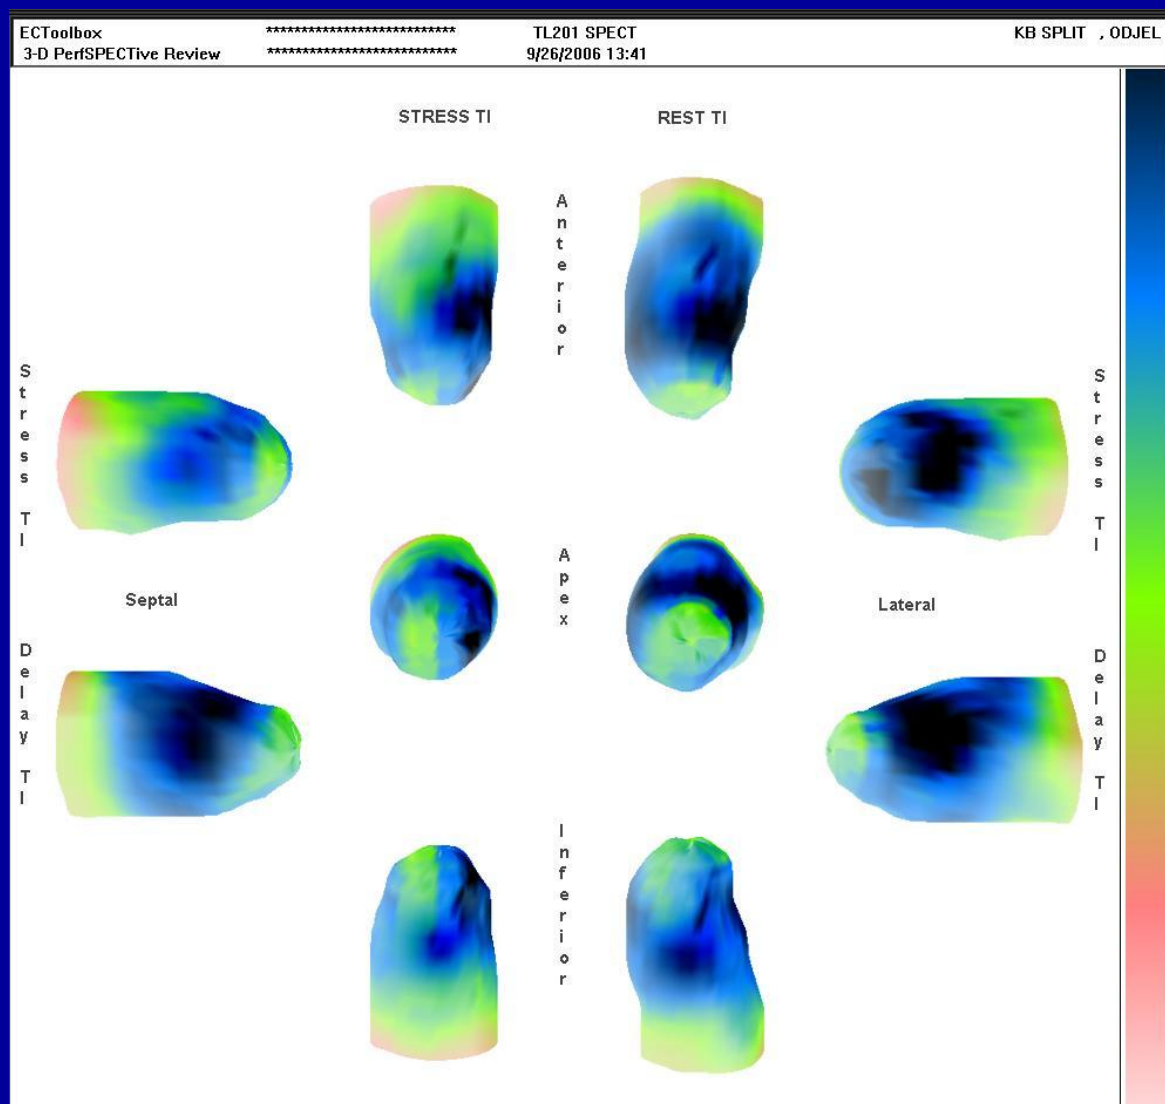 ECToolbox *************************** TL201 SPECT KB SPLIT , ODJEL
3-D PerfSPECTive Review *************************** 9/26/2006 13:41
STRESS TI REST TI
Anterior
Stress TI
Stress TI
Apex
Septal
Lateral
Delay TI
Delay TI
Inferior